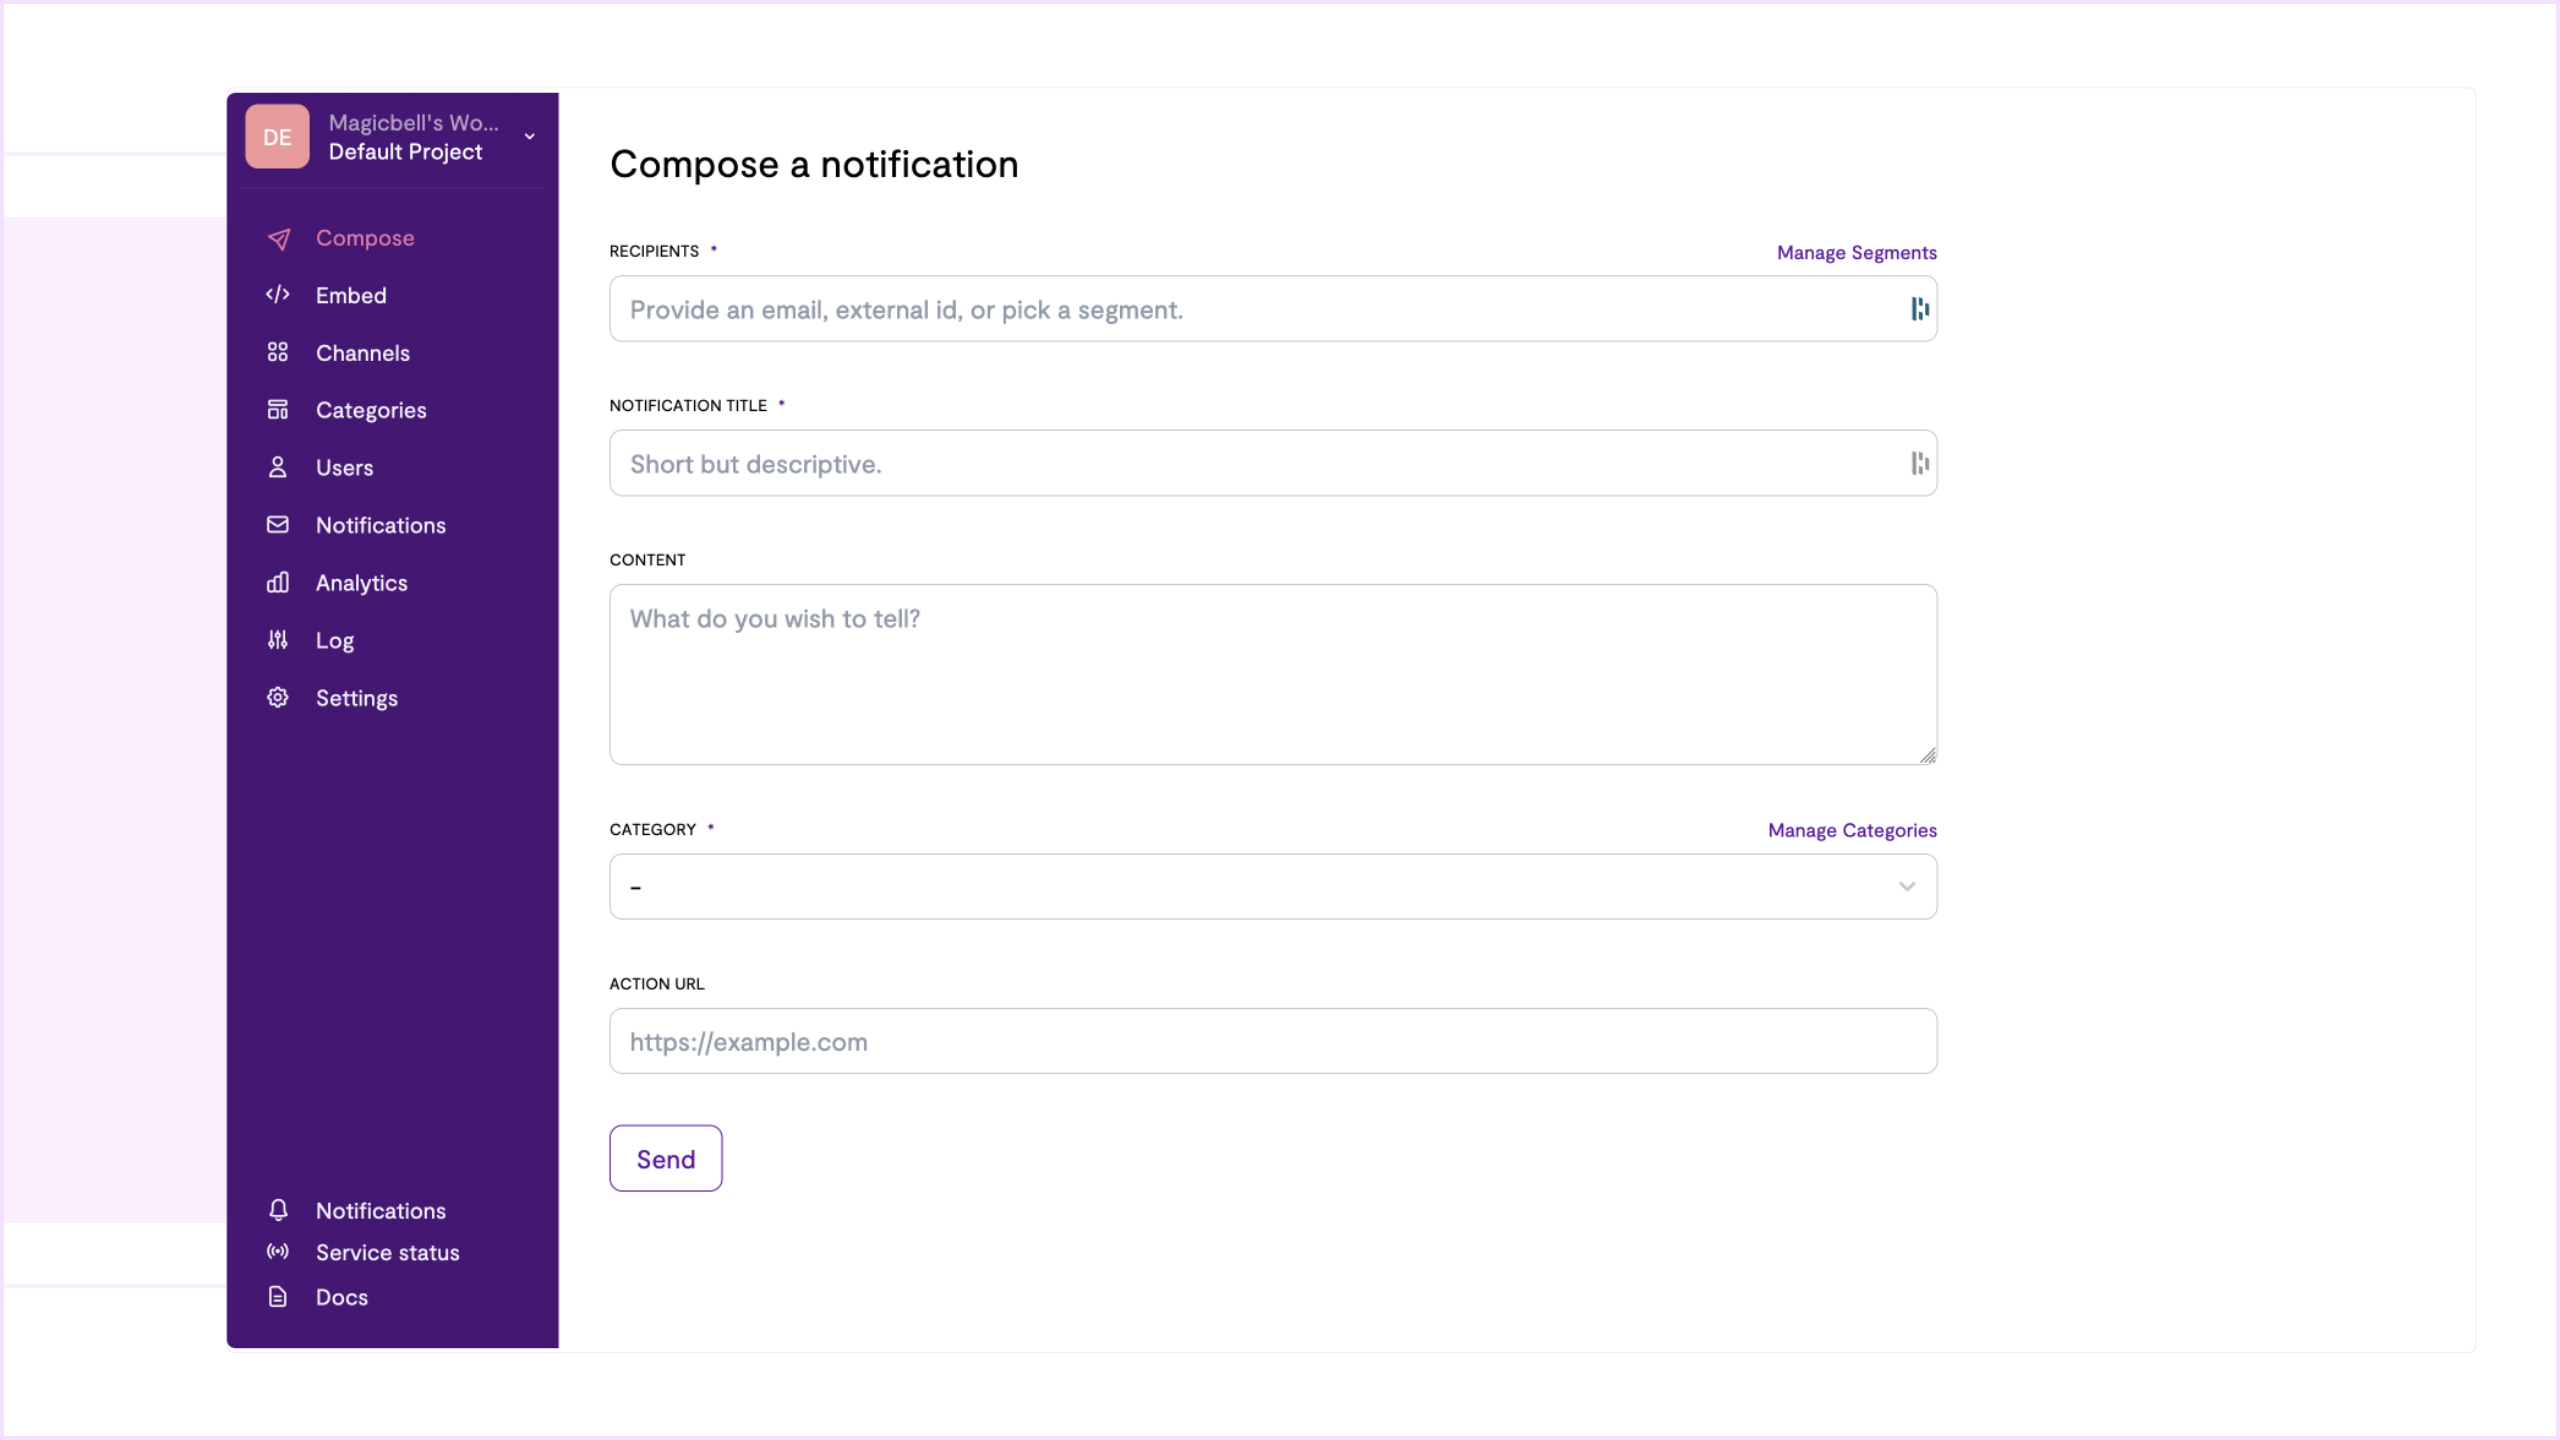 DE
Magicbell's Wo...
Default Project
Compose
Embed
Channels
Categories
Users
Notifications
Analytics
Log
Settings
Notifications
Service status
Docs
Compose a notification
RECIPIENTS *
Manage Segments
Provide an email, external id, or pick a segment.
NOTIFICATION TITLE *
Short but descriptive.
CONTENT
What do you wish to tell?
CATEGORY *
Manage Categories
-
ACTION URL
https://example.com
Send